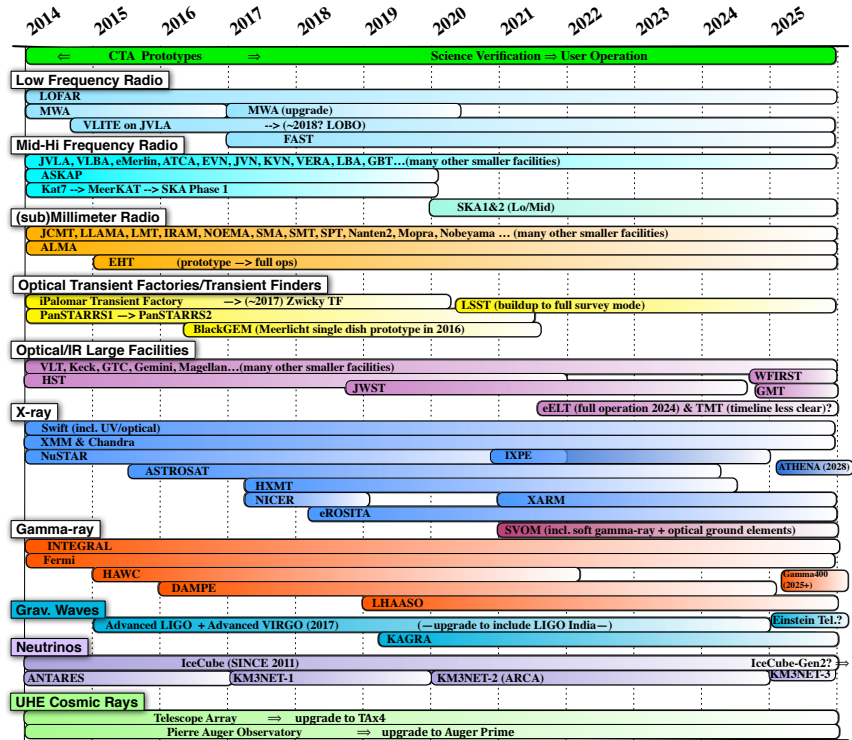 2014 2015 2016 2017 2018 2019 2020 2021 2022 2023 2024 2025
⇐ CTA Prototypes ⇒ Science Verification ⇒ User Operation
Low Frequency Radio
LOFAR
MWA MWA (upgrade)
VLITE on JVLA --> (~2018? LOBO)
FAST
Mid-Hi Frequency Radio
JVLA, VLBA, eMerlin, ATCA, EVN, JVN, KVN, VERA, LBA, GBT…(many other smaller facilities)
ASKAP
Kat7 --> MeerKAT --> SKA Phase 1
SKA1&2 (Lo/Mid)
(sub)Millimeter Radio
JCMT, LLAMA, LMT, IRAM, NOEMA, SMA, SMT, SPT, Nanten2, Mopra, Nobeyama … (many other smaller facilities)
ALMA
EHT (prototype —> full ops)
Optical Transient Factories/Transient Finders
iPalomar Transient Factory —> (~2017) Zwicky TF
LSST (buildup to full survey mode)
PanSTARRS1 —> PanSTARRS2
BlackGEM (Meerlicht single dish prototype in 2016)
Optical/IR Large Facilities
VLT, Keck, GTC, Gemini, Magellan…(many other smaller facilities)
HST WFIRST
JWST GMT
eELT (full operation 2024) & TMT (timeline less clear)?
X-ray
Swift (incl. UV/optical)
XMM & Chandra
NuSTAR IXPE
ASTROSAT ATHENA (2028)
HXMT
NICER XARM
eROSITA
SVOM (incl. soft gamma-ray + optical ground elements)
Gamma-ray
INTEGRAL
Fermi
HAWC Gamma400
(2025+)
DAMPE
LHAASO
Grav. Waves
Advanced LIGO + Advanced VIRGO (2017) (—upgrade to include LIGO India—) Einstein Tel.?
KAGRA
Neutrinos
IceCube (SINCE 2011) IceCube-Gen2? ⇒
ANTARES KM3NET-1 KM3NET-2 (ARCA) KM3NET-3
UHE Cosmic Rays
Telescope Array ⇒ upgrade to TAx4
Pierre Auger Observatory ⇒ upgrade to Auger Prime